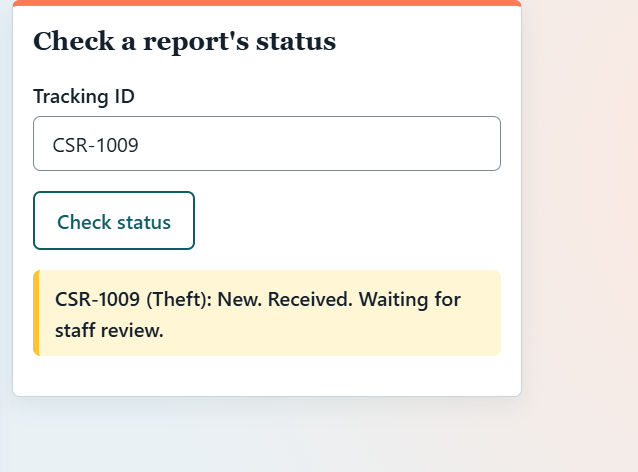 Check a report's status
Tracking ID
CSR-1009
Check status
CSR-1009 (Theft): New. Received. Waiting for
staff review.